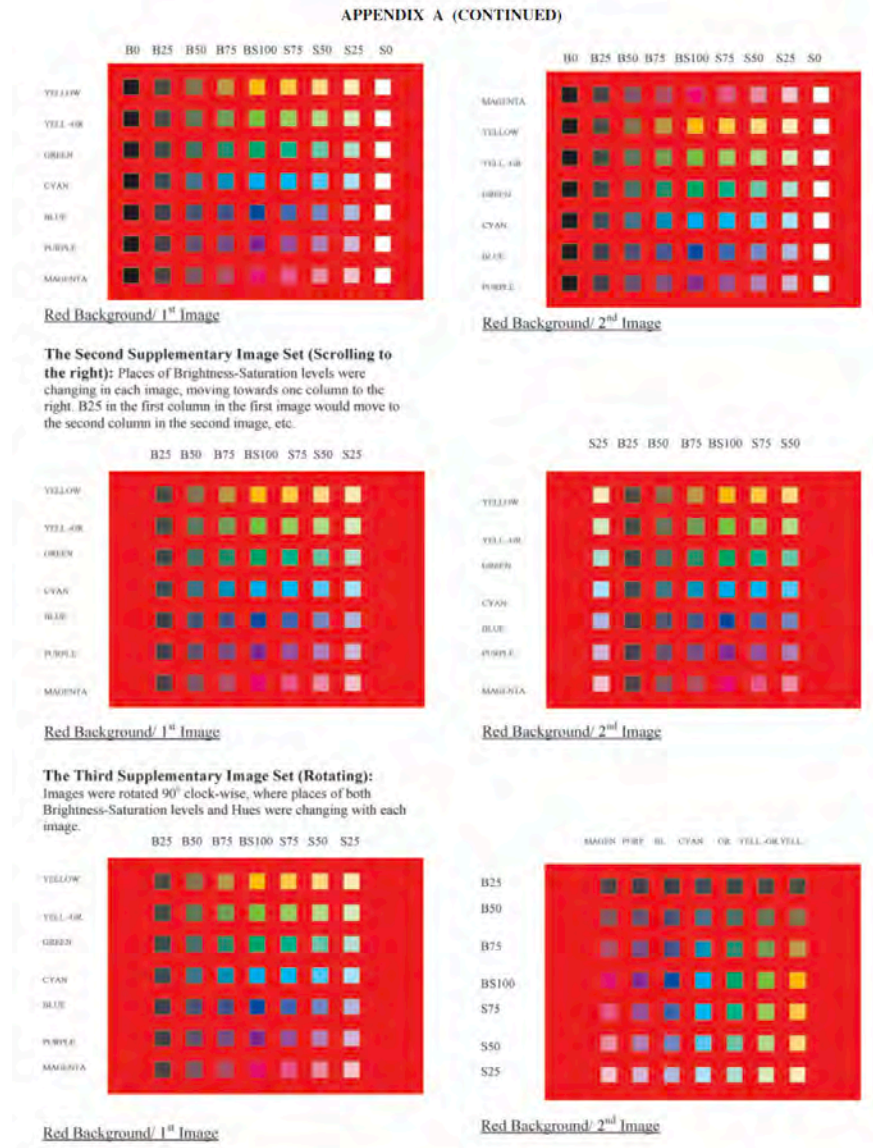 APPENDIX A (CONTINUED)
B0 B25 B50 B75 BS100 S75 S50 S25 S0
YELLOW
YELL-GR
GREEN
CYAN
BLUE
PURPLE
MAGENTA
Red Background/ 1st Image
B0 B25 B50 B75 BS100 S75 S50 S25 S0
MAGENTA
YELLOW
YELL-GR
GREEN
CYAN
BLUE
PURPLE
Red Background/ 2nd Image
The Second Supplementary Image Set (Scrolling to
the right): Places of Brightness-Saturation levels were
changing in each image, moving towards one column to the
right. B25 in the first column in the first image would move to
the second column in the second image, etc.
B25 B50 B75 BS100 S75 S50 S25
YELLOW
YELL-GR
GREEN
CYAN
BLUE
PURPLE
MAGENTA
Red Background/ 1st Image
S25 B25 B50 B75 BS100 S75 S50
YELLOW
YELL-GR
GREEN
CYAN
BLUE
PURPLE
MAGENTA
Red Background/ 2nd Image
The Third Supplementary Image Set (Rotating):
Images were rotated 90° clock-wise, where places of both
Brightness-Saturation levels and Hues were changing with each
image.
B25 B50 B75 BS100 S75 S50 S25
YELLOW
YELL-GR
GREEN
CYAN
BLUE
PURPLE
MAGENTA
Red Background/ 1st Image
MAGEN PURP BL CYAN GR YELL-GR YELL.
B25
B50
B75
BS100
S75
S50
S25
Red Background/ 2nd Image